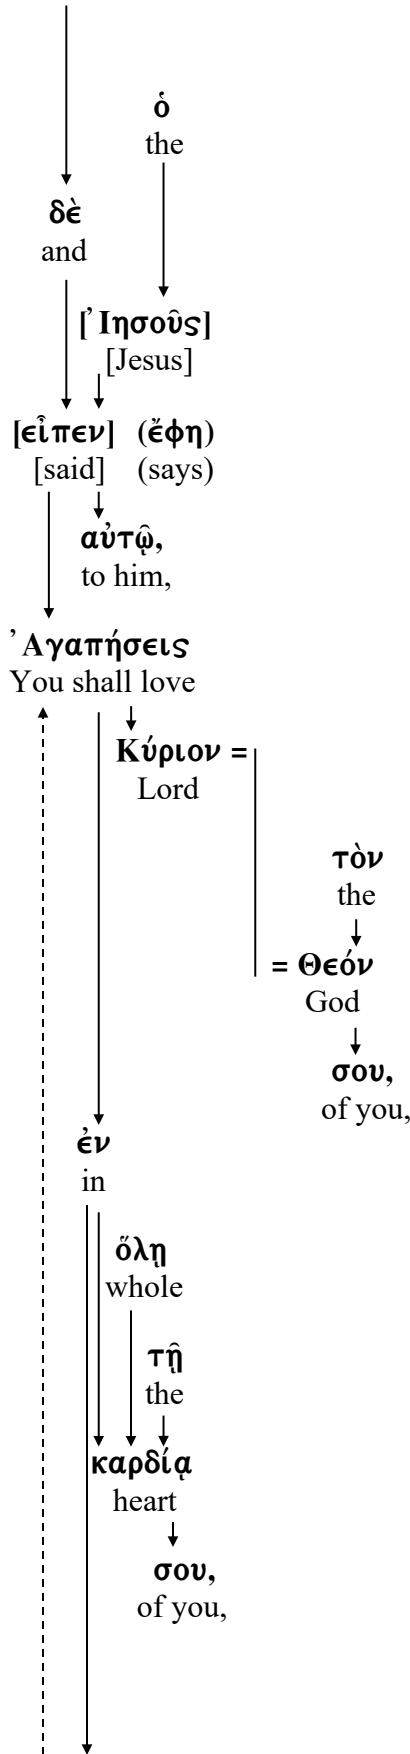 ὁ
the
δὲ
and
[Ἰησοῦς]
[Jesus]
[εἶπεν] (ἔφη)
[said] (says)
αὐτῷ,
to him,
Ἀγαπήσεις
You shall love
Κύριον =
Lord
τὸν
the
= Θεόν
God
σου,
of you,
ἐν
in
ὅλῃ
whole
τῇ
the
καρδίᾳ
heart
σου,
of you,